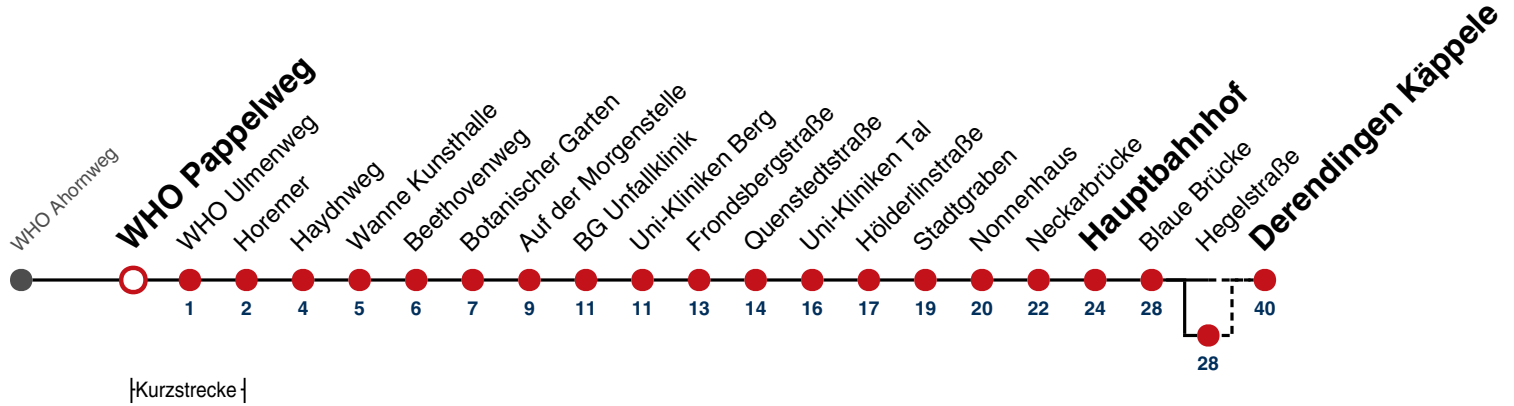 WHO Ahornweg
WHO Pappelweg
WHO Ulmenweg
Horemer
Haydnweg
Wanne Kunsthalle
Beethovenweg
Botanischer Garten
Auf der Morgenstelle
BG Unfallklinik
Uni-Kliniken Berg
Frondsbergstraße
Quenstedtstraße
Uni-Kliniken Tal
Hölderlinstraße
Stadtgraben
Nonnenhaus
Neckarbrücke
Hauptbahnhof
Blaue Brücke
Hegelstraße
Derendingen Käppele
1 2 4 5 6 7 9 11 11 13 14 16 17 19 20 22 24 28 40
28
Kurzstrecke